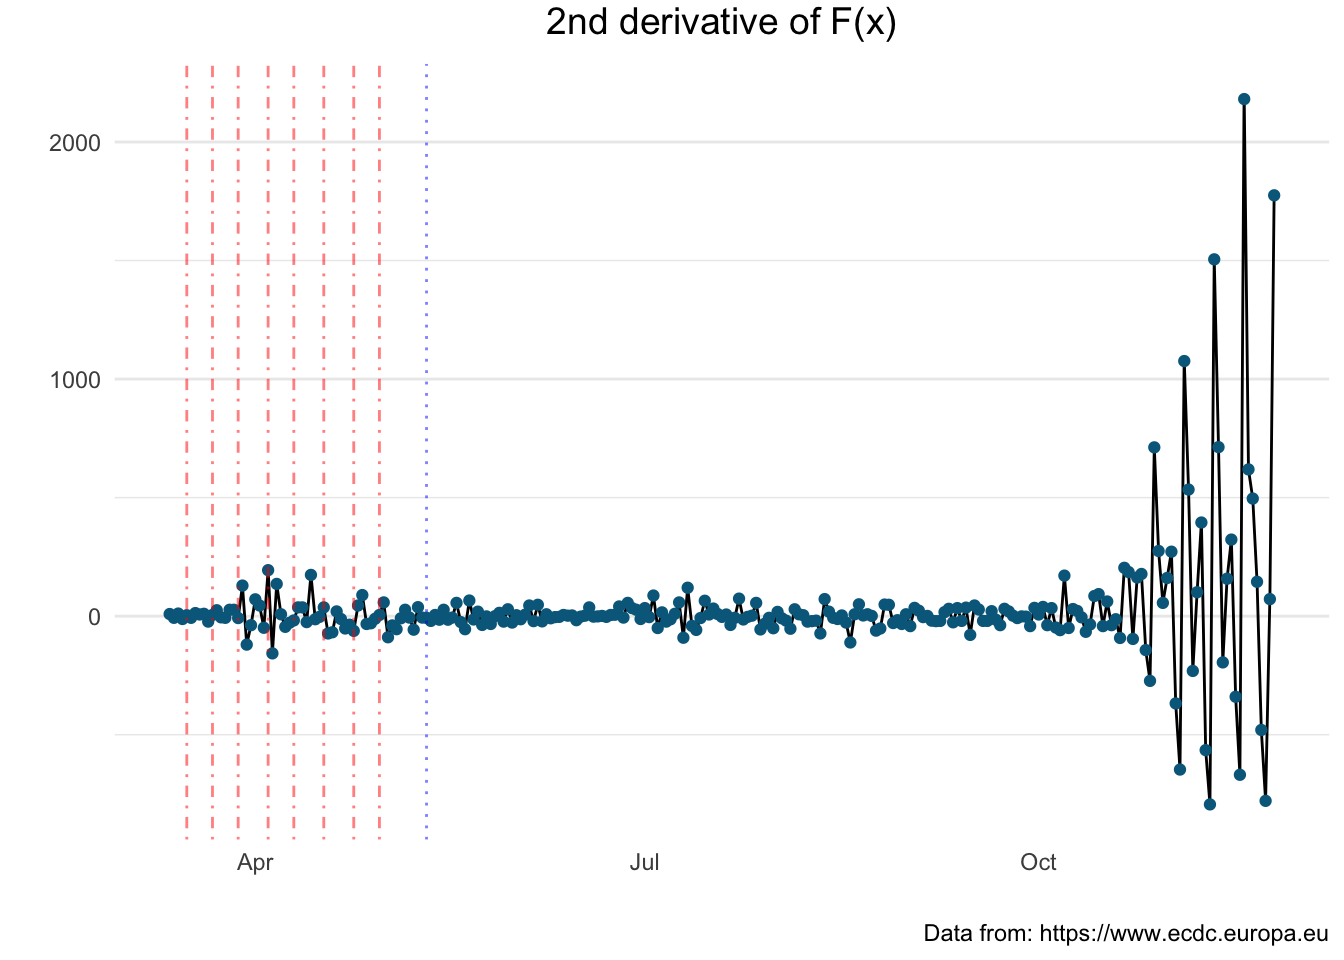 2nd derivative of F(x)
2000
1000
0
Apr Jul Oct
Data from: https://www.ecdc.europa.eu